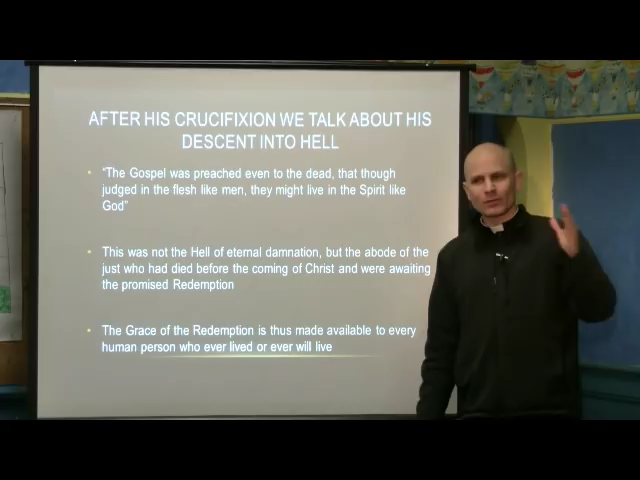 AFTER HIS CRUCIFIXION WE TALK ABOUT HIS
DESCENT INTO HELL
• "The Gospel was preached even to the dead, that though
judged in the flesh like men, they might live in the Spirit like
God"
• This was not the Hell of eternal damnation, but the abode of the
just who had died before the coming of Christ and were awaiting
the promised Redemption
• The Grace of the Redemption is thus made available to every
human person who ever lived or ever will live